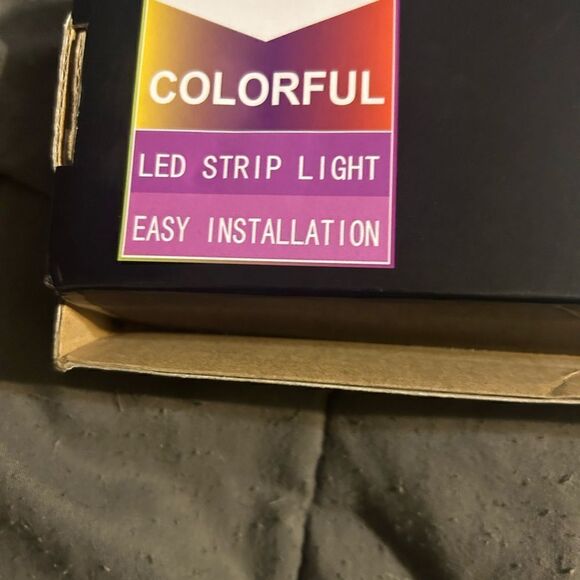 COLORFUL
LED STRIP LIGHT
EASY INSTALLATION